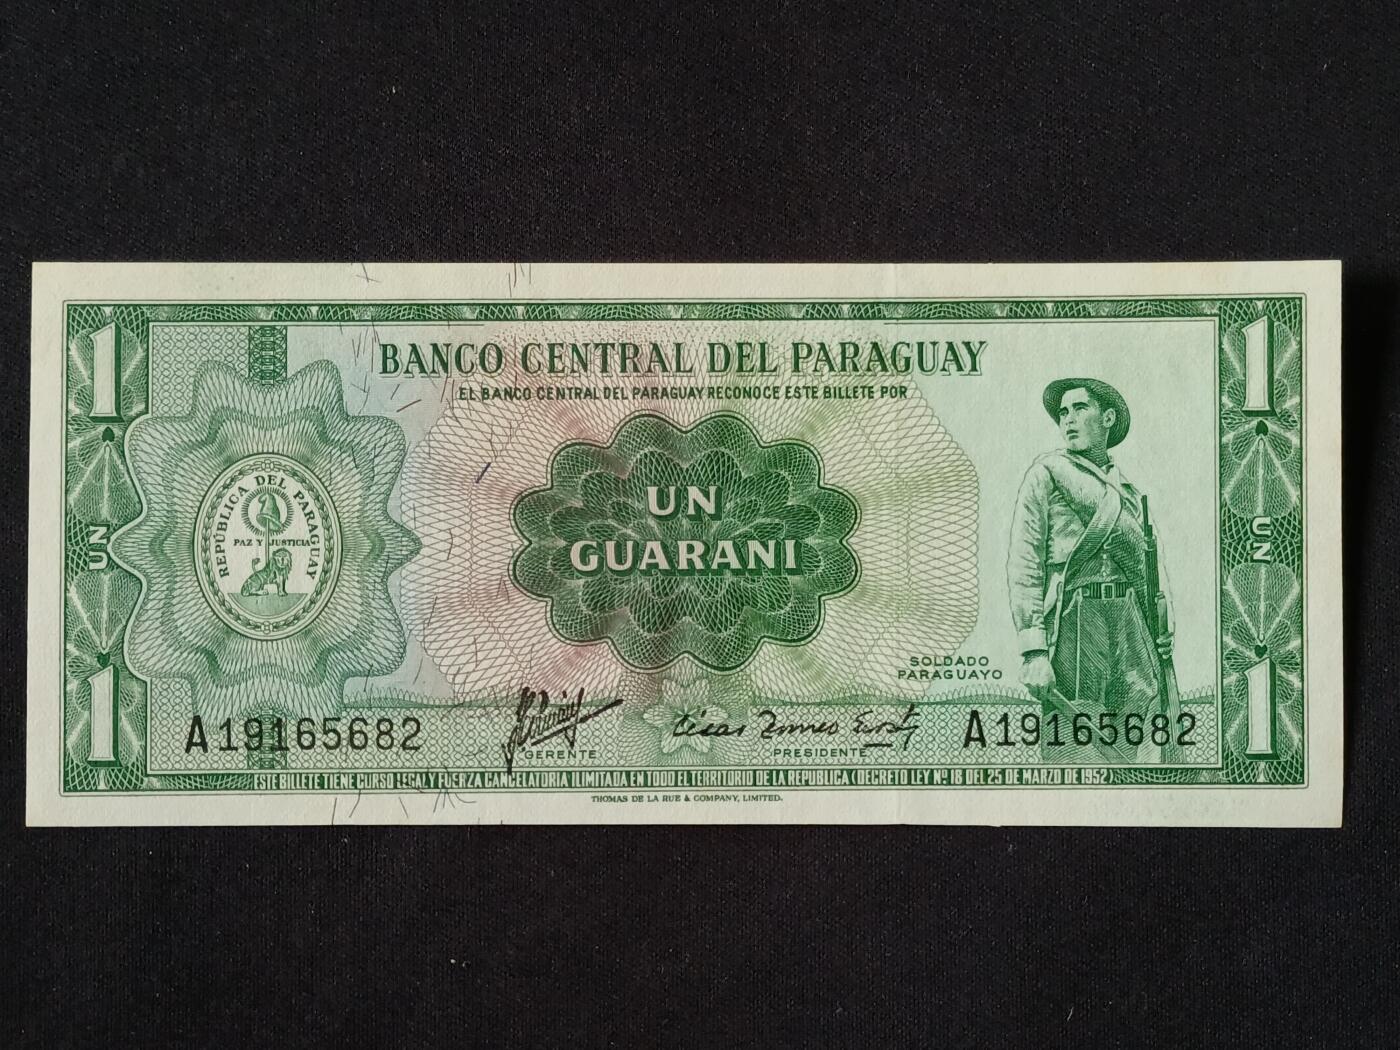 1
1
BANCO CENTRAL DEL PARAGUAY
EL BANCO CENTRAL DEL PARAGUAY RECONOCE ESTE BILLETE POR
REPÚBLICA DEL PARAGUAY
PAZ Y JUSTICIA
UN
UN
UN
GUARANI
SOLDADO
PARAGUAYO
A19165682
A19165682
GERENTE
PRESIDENTE
1
1
ESTE BILLETE TIENE CURSO LEGAL Y FUERZA CANCELATORIA ILIMITADA EN TODO EL TERRITORIO DE LA REPUBLICA (DECRETO LEY Nº 18 DEL 25 DE MARZO DE 1952)
THOMAS DE LA RUE & COMPANY, LIMITED.